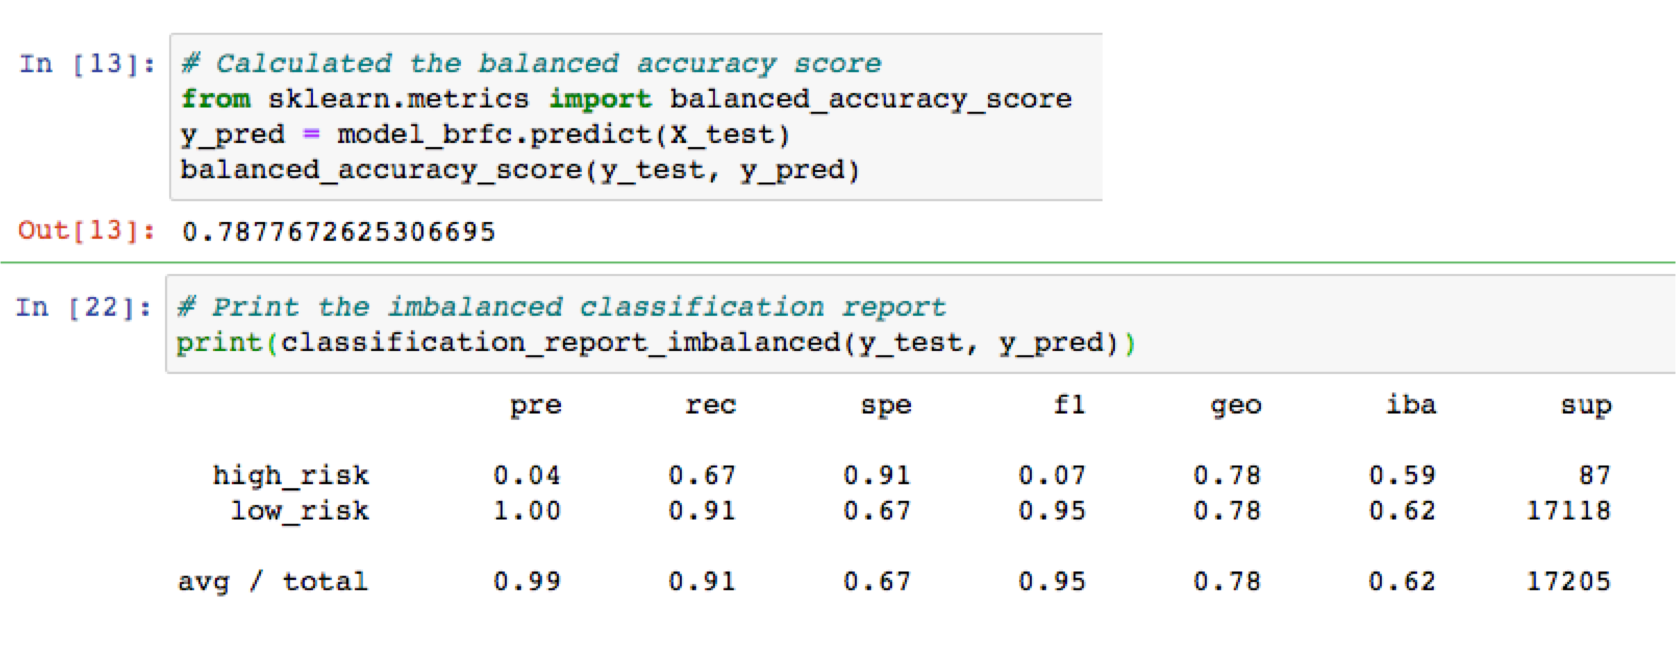 In [13]: # Calculated the balanced accuracy score
from sklearn.metrics import balanced_accuracy_score
y_pred = model_brfc.predict(X_test)
balanced_accuracy_score(y_test, y_pred)
Out[13]: 0.7877672625306695
In [22]: # Print the imbalanced classification report
print(classification_report_imbalanced(y_test, y_pred))
pre rec spe f1 geo iba sup
high_risk 0.04 0.67 0.91 0.07 0.78 0.59 87
low_risk 1.00 0.91 0.67 0.95 0.78 0.62 17118
avg / total 0.99 0.91 0.67 0.95 0.78 0.62 17205